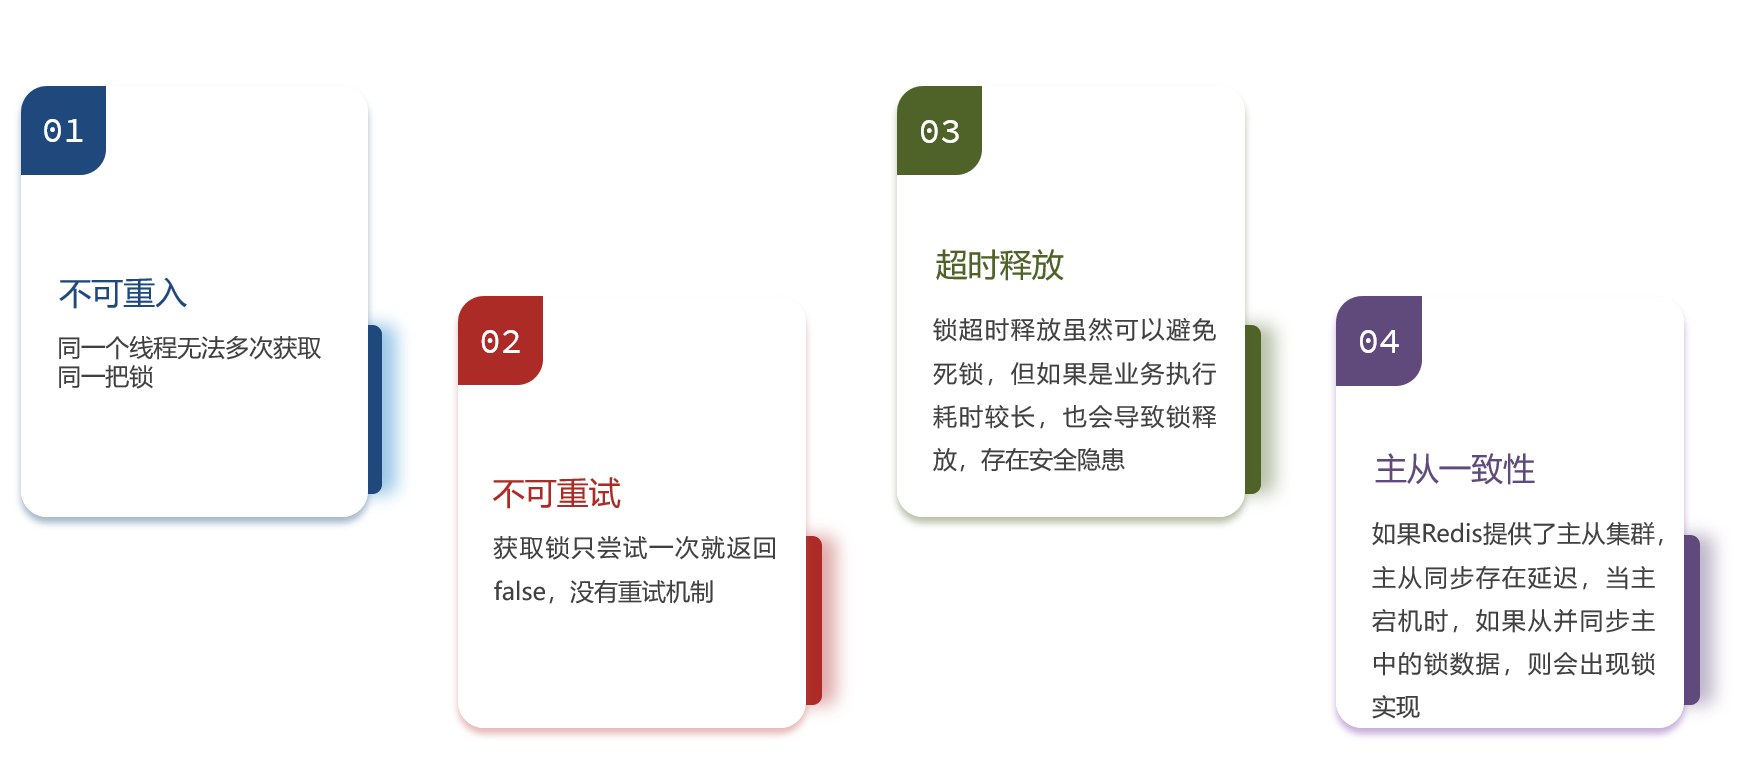 01
不可重入
同一个线程无法多次获取
同一把锁
02
不可重试
获取锁只尝试一次就返回
false，没有重试机制
03
超时释放
锁超时释放虽然可以避免
死锁，但如果是业务执行
耗时较长，也会导致锁释
放，存在安全隐患
04
主从一致性
如果Redis提供了主从集群，
主从同步存在延迟，当主
宕机时，如果从并同步主
中的锁数据，则会出现锁
实现